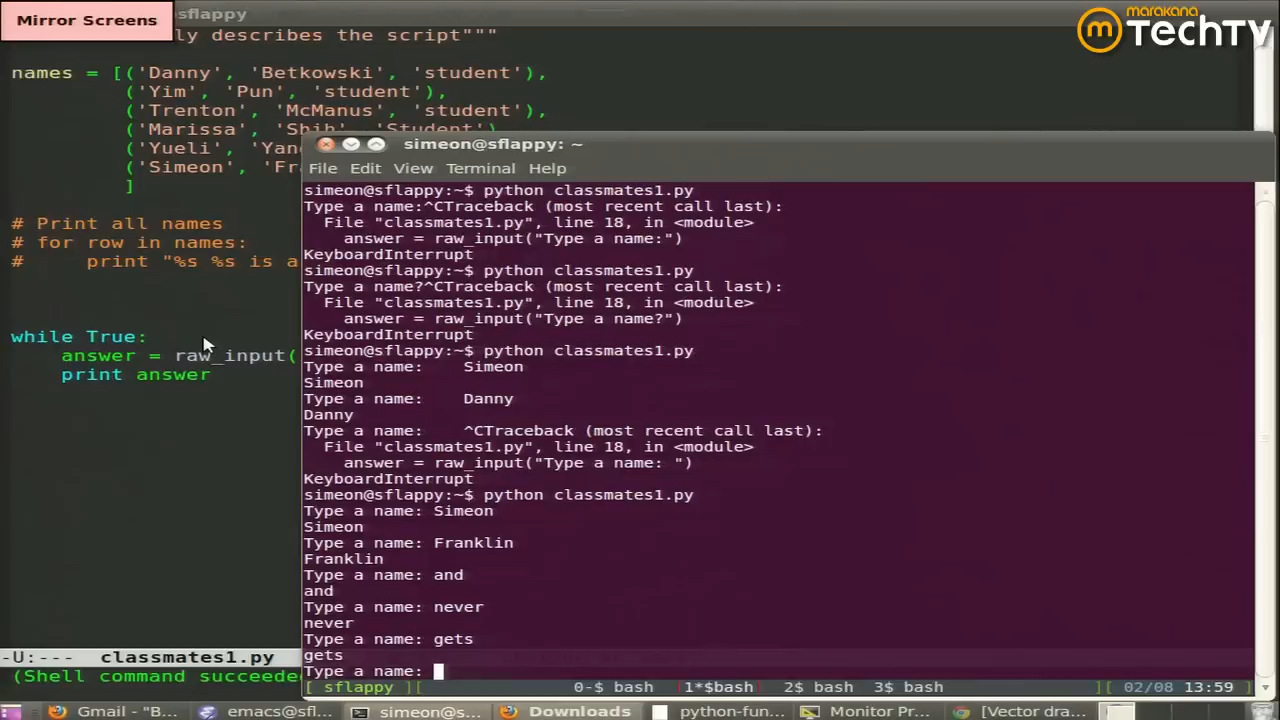 Mirror Screens
sflappy
marakana
TechTV
ly describes the script"""
names = [('Danny', 'Betkowski', 'student'),
('Yim', 'Pun', 'student'),
('Trenton', 'McManus', 'student'),
('Marissa', 'Shih', 'Student')
('Yueli', 'Yan
('Simeon', 'Fr
]
# Print all names
# for row in names:
#     print "%s %s is a
while True:
answer = raw_input(
print answer
-U:--- classmates1.py
(Shell command succeede
simeon@sflappy: ~
File Edit View Terminal Help
simeon@sflappy:~$ python classmates1.py
Type a name:^CTraceback (most recent call last):
File "classmates1.py", line 18, in <module>
answer = raw_input("Type a name:")
KeyboardInterrupt
simeon@sflappy:~$ python classmates1.py
Type a name?^CTraceback (most recent call last):
File "classmates1.py", line 18, in <module>
answer = raw_input("Type a name?")
KeyboardInterrupt
simeon@sflappy:~$ python classmates1.py
Type a name:    Simeon
Simeon
Type a name:    Danny
Danny
Type a name:    ^CTraceback (most recent call last):
File "classmates1.py", line 18, in <module>
answer = raw_input("Type a name: ")
KeyboardInterrupt
simeon@sflappy:~$ python classmates1.py
Type a name: Simeon
Simeon
Type a name: Franklin
Franklin
Type a name: and
and
Type a name: never
never
Type a name: gets
gets
Type a name:
[ sflappy ][ 0-$ bash (1*$bash) 2$ bash 3$ bash ][ 02/08 13:59
Gmail - "B... emacs@sfl... simeon@s... Downloads python-fun... Monitor Pr... [Vector dra...